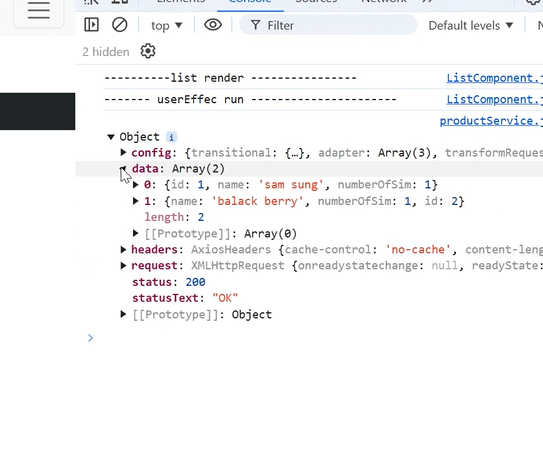 Elements Console Sources Network
top Filter Default levels
2 hidden
----------list render ---------------- ListComponent.j
------- userEffec run ---------------------- ListComponent.j
productService.j
Object i
config: {transitional: {…}, adapter: Array(3), transformReques
data: Array(2)
0: {id: 1, name: 'sam sung', numberOfSim: 1}
1: {name: 'balack berry', numberOfSim: 1, id: 2}
length: 2
[[Prototype]]: Array(0)
headers: AxiosHeaders {cache-control: 'no-cache', content-leng
request: XMLHttpRequest {onreadystatechange: null, readyState:
status: 200
statusText: "OK"
[[Prototype]]: Object